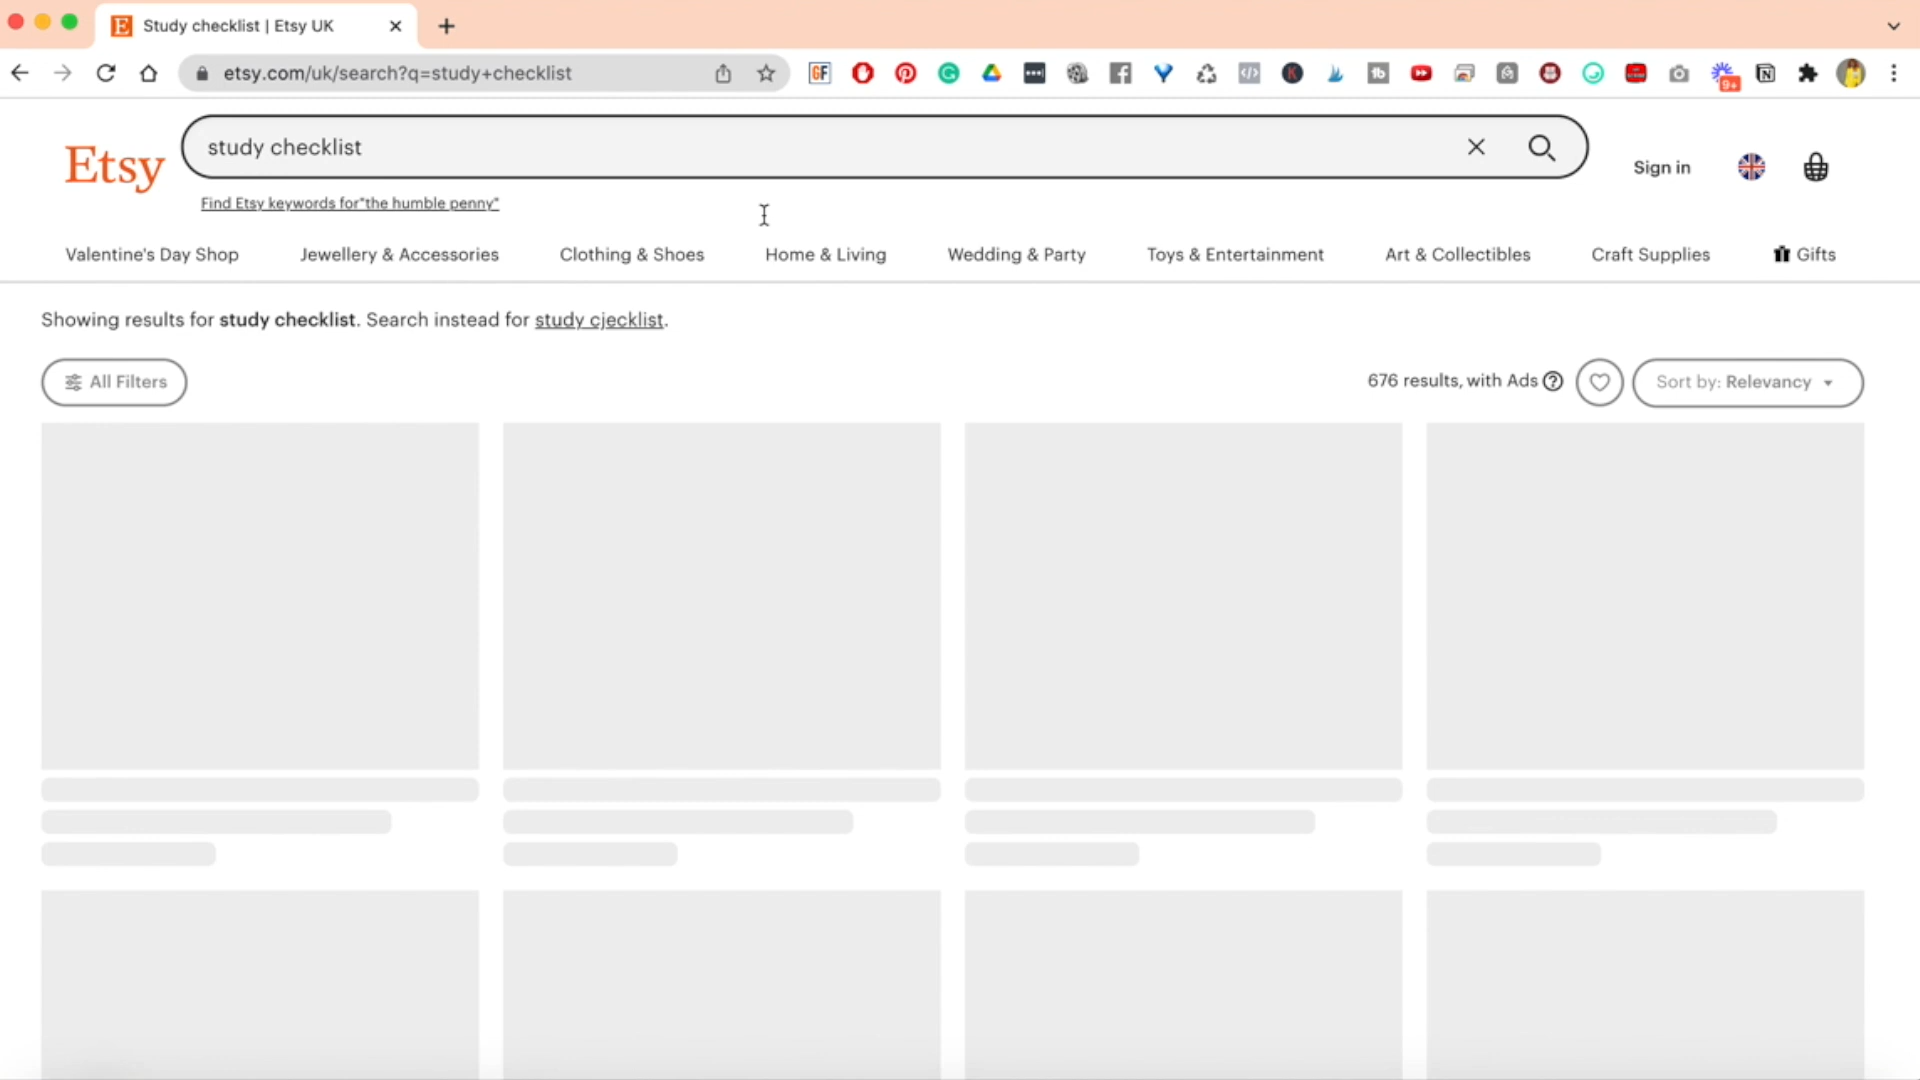 Study checklist | Etsy UK
etsy.com/uk/search?q=study+checklist
GF
tb
K
9+
N
Etsy
study checklist
Sign in
Find Etsy keywords for"the humble penny"
Valentine's Day Shop Jewellery & Accessories Clothing & Shoes Home & Living Wedding & Party Toys & Entertainment Art & Collectibles Craft Supplies Gifts
Showing results for study checklist. Search instead for study cjecklist.
All Filters
676 results, with Ads ?
Sort by: Relevancy